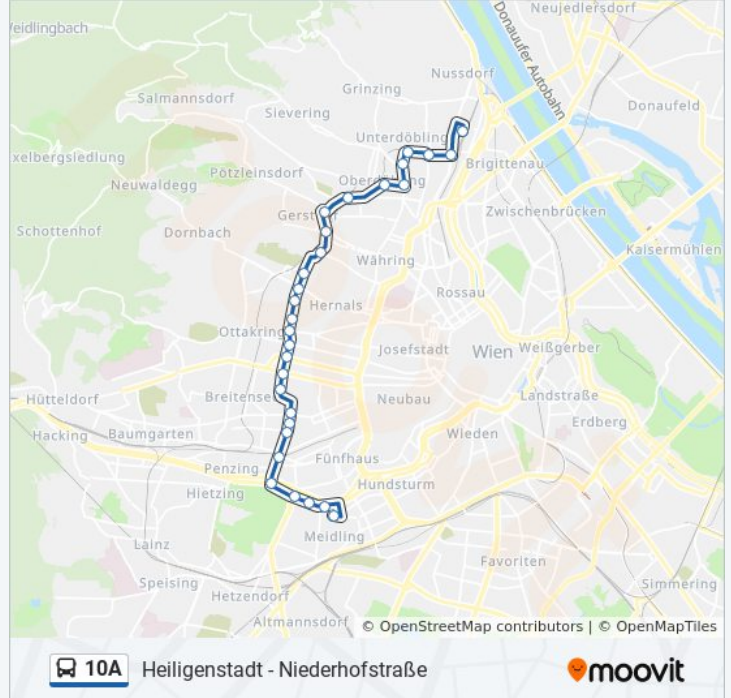 Neujedlersdorf
Weidlingbach
Donauufer Autobahn
Nussdorf
Grinzing
Salmannsdorf
Donaufeld
Sievering
Unterdöbling
xelbergsiedlung
Brigittenau
Pötzleinsdorf
Neuwaldegg
Oberdöbling
Gerst
Zwischenbrücken
Schottenhof
Dornbach
Kaisermühlen
Währing
Rossau
Hernals
Ottakring
Josefstadt
Wien
Weißgerber
Hütteldorf
Breitensee
Neubau
Landstraße
Erdberg
Hacking
Baumgarten
Wieden
Penzing
Fünfhaus
Hietzing
Hundsturm
Meidling
Lainz
Favoriten
Speising
Hetzendorf
Simmering
Altmannsdorf
© OpenStreetMap contributors | © OpenMapTiles
10A Heiligenstadt - Niederhofstraße
moovit